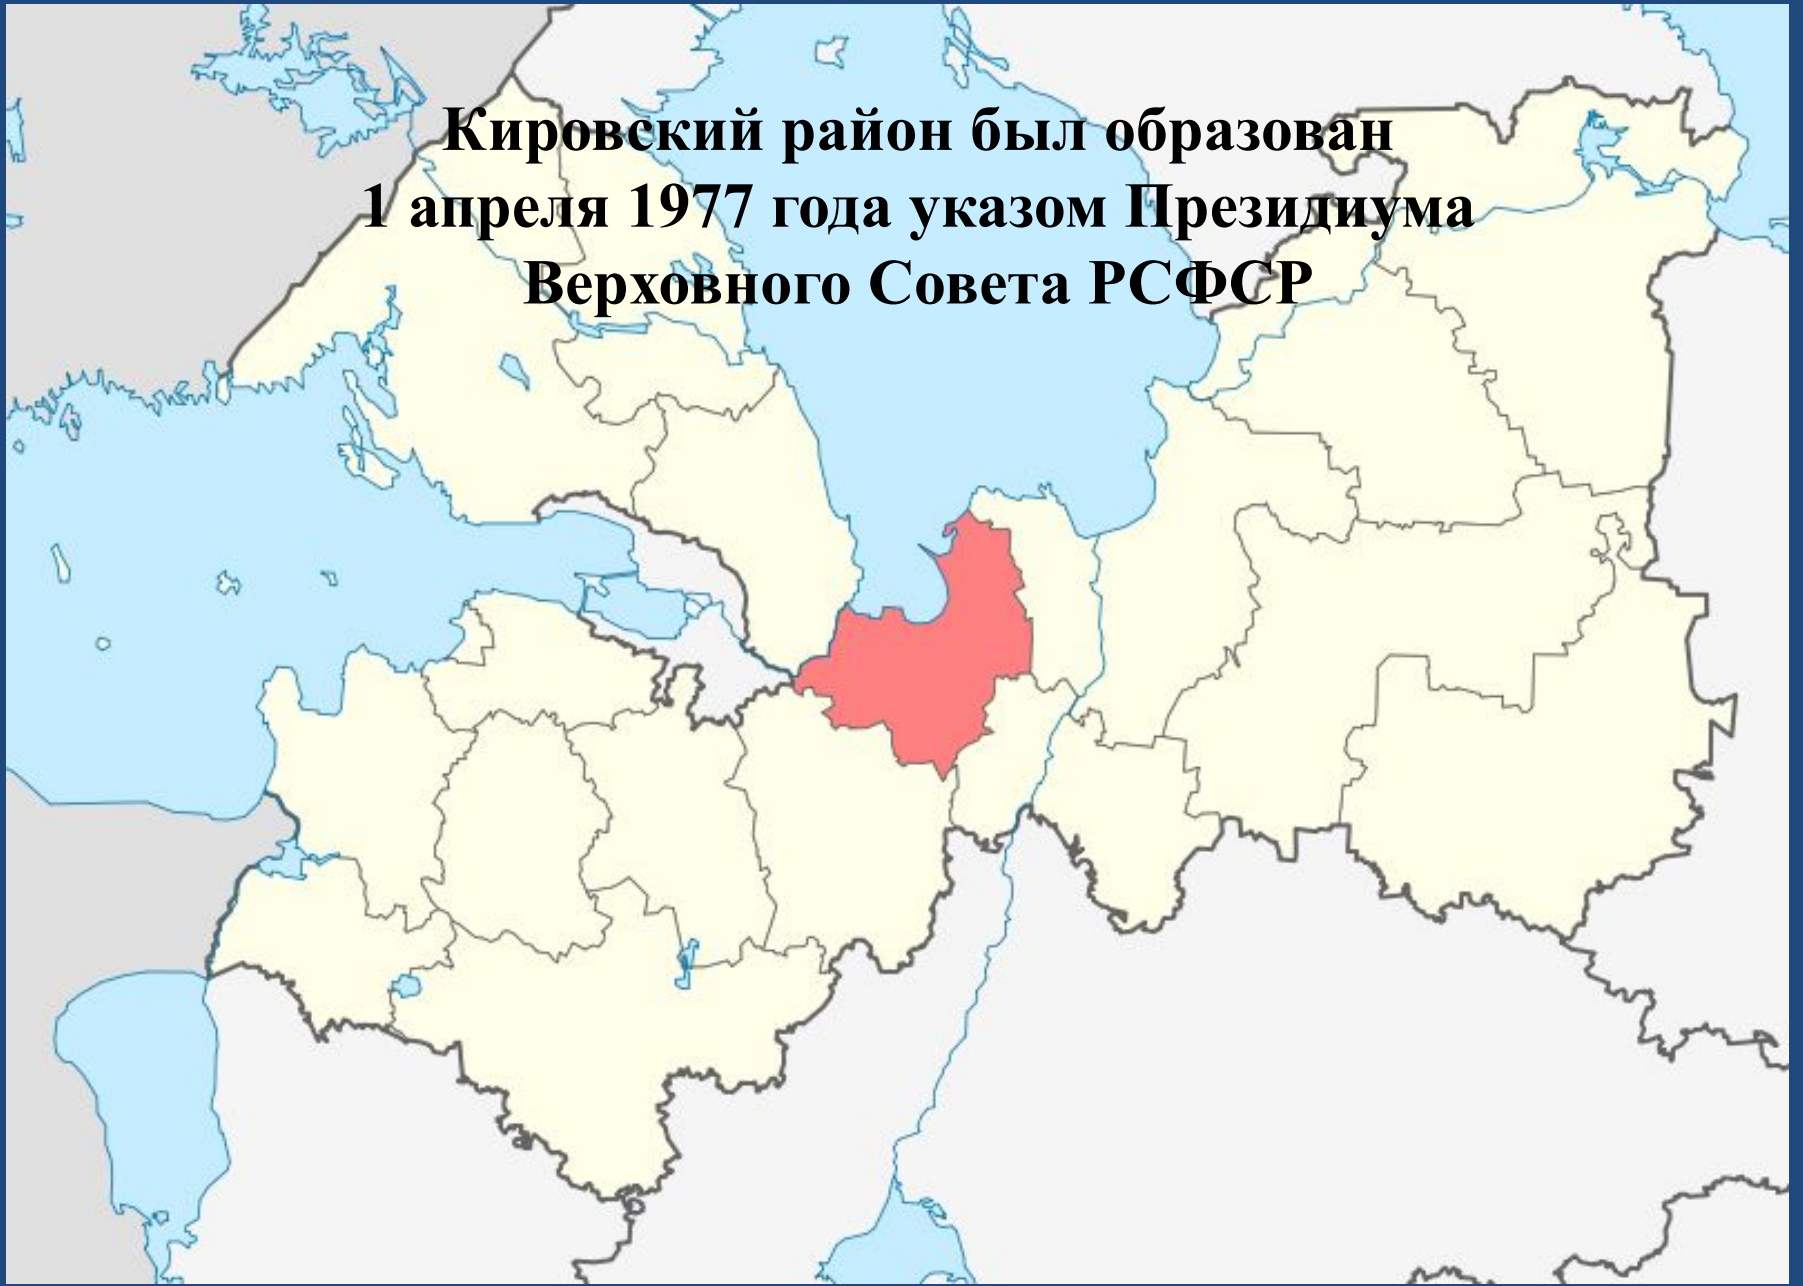 Кировский район был образован
1 апреля 1977 года указом Президиума
Верховного Совета РСФСР